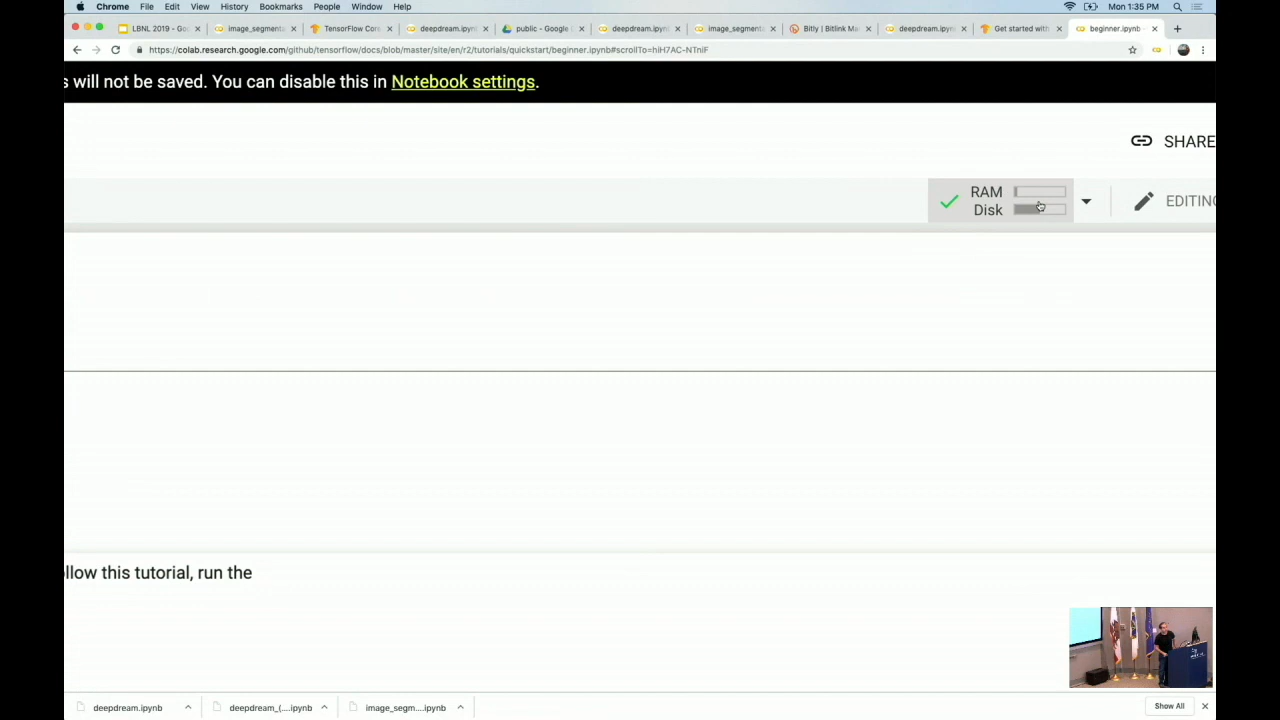 Chrome File Edit View History Bookmarks People Window Help Mon 1:35 PM
LBNL 2019 - Go image_segmenta TensorFlow Core deepdream.ipynb public - Google deepdream.ipynb image_segmenta Bitly | Bitlink Ma deepdream.ipynb Get started with beginner.ipynb
https://colab.research.google.com/github/tensorflow/docs/blob/master/site/en/r2/tutorials/quickstart/beginner.ipynb#scrollTo=hiH7AC-NTniF
s will not be saved. You can disable this in Notebook settings.
SHARE
RAM
Disk
EDITING
ollow this tutorial, run the
deepdream.ipynb deepdream_(....ipynb image_segm....ipynb Show All